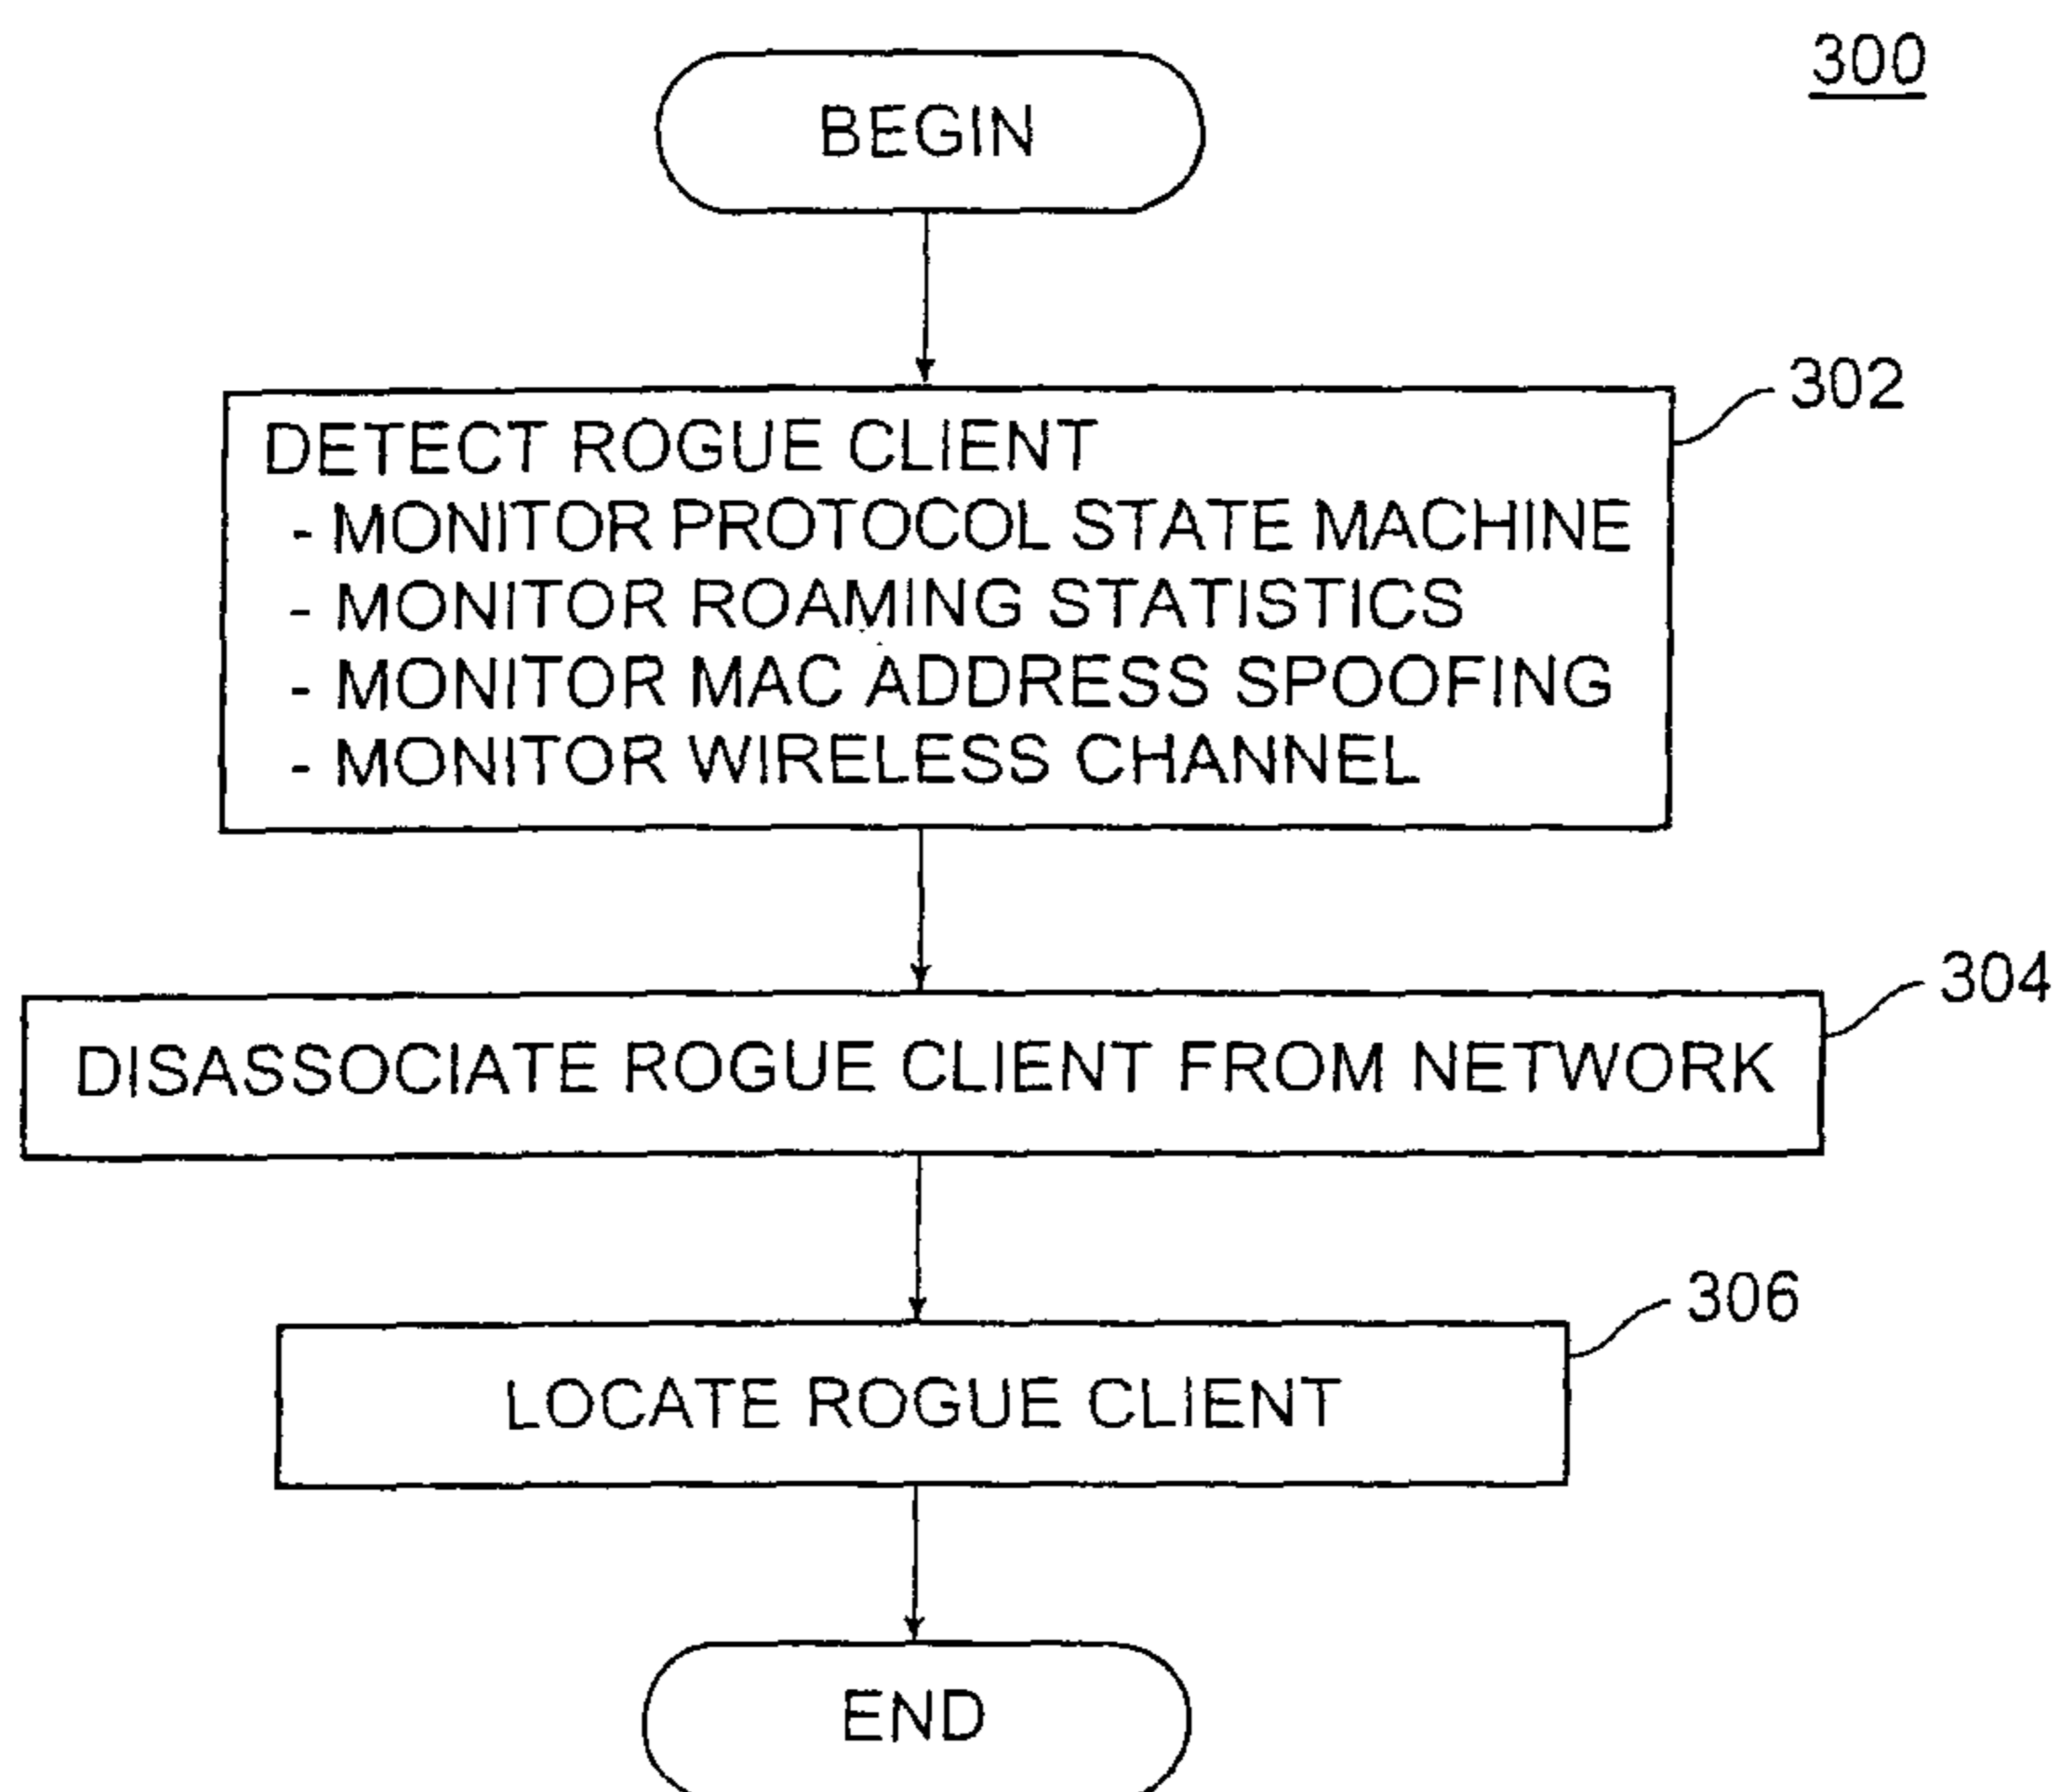 300
BEGIN
302
DETECT ROGUE CLIENT
- MONITOR PROTOCOL STATE MACHINE
- MONITOR ROAMING STATISTICS
- MONITOR MAC ADDRESS SPOOFING
- MONITOR WIRELESS CHANNEL
304
DISASSOCIATE ROGUE CLIENT FROM NETWORK
306
LOCATE ROGUE CLIENT
END